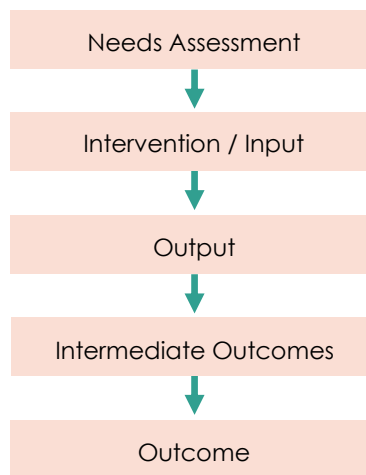 Needs Assessment
Intervention / Input
Output
Intermediate Outcomes
Outcome